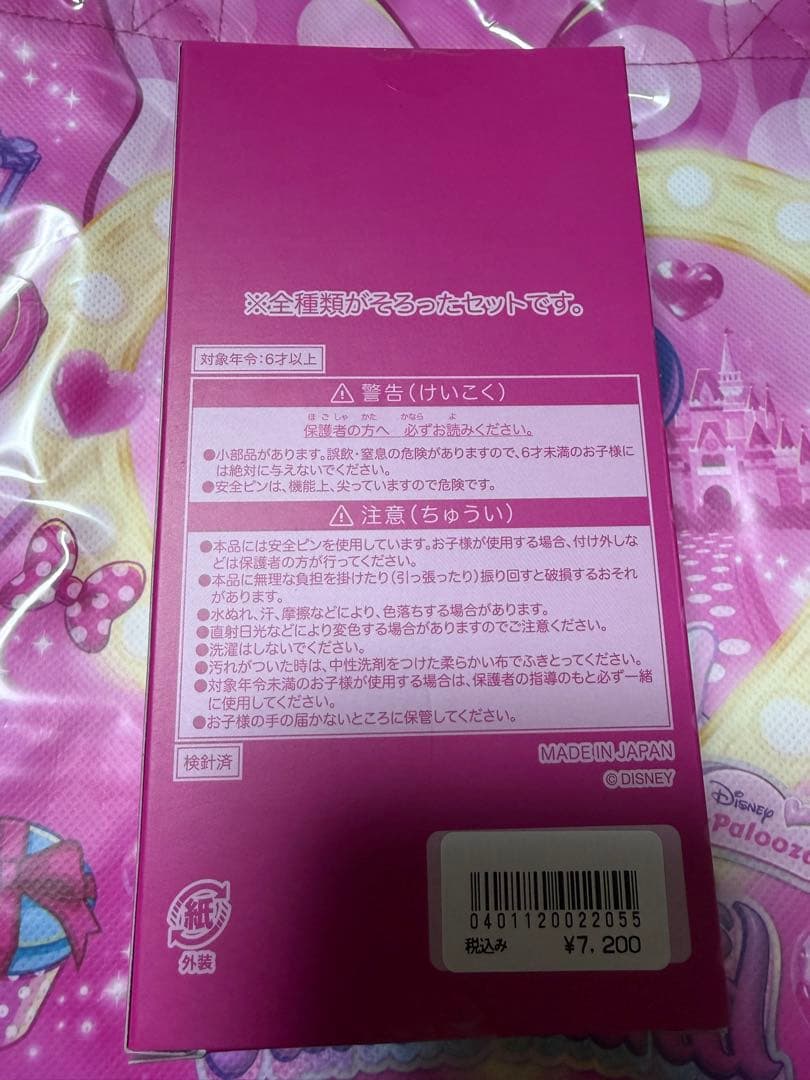 ※全種類がそろったセットです。
対象年令：6才以上
⚠ 警告（けいこく）
ほごしゃ かた かなら よ
保護者の方へ 必ずお読みください。
●小部品があります。誤飲・窒息の危険がありますので、6才未満のお子様に
は絶対に与えないでください。
●安全ピンは、機能上、尖っていますので危険です。
⚠ 注意（ちゅうい）
●本品には安全ピンを使用しています。お子様が使用する場合、付け外しな
どは保護者の方が行ってください。
●本品に無理な負担を掛けたり（引っ張ったり）振り回すと破損するおそれ
があります。
●水ぬれ、汗、摩擦などにより、色落ちする場合があります。
●直射日光などにより変色する場合がありますのでご注意ください。
●洗濯はしないでください。
●汚れがついた時は、中性洗剤をつけた柔らかい布でふきとってください。
●対象年令未満のお子様が使用する場合は、保護者の指導のもと必ず一緒
に使用してください。
●お子様の手の届かないところに保管してください。
検針済
MADE IN JAPAN
© DISNEY
紙
外装
0401120022055
税込み ¥7,200
DISNEY
Palooza